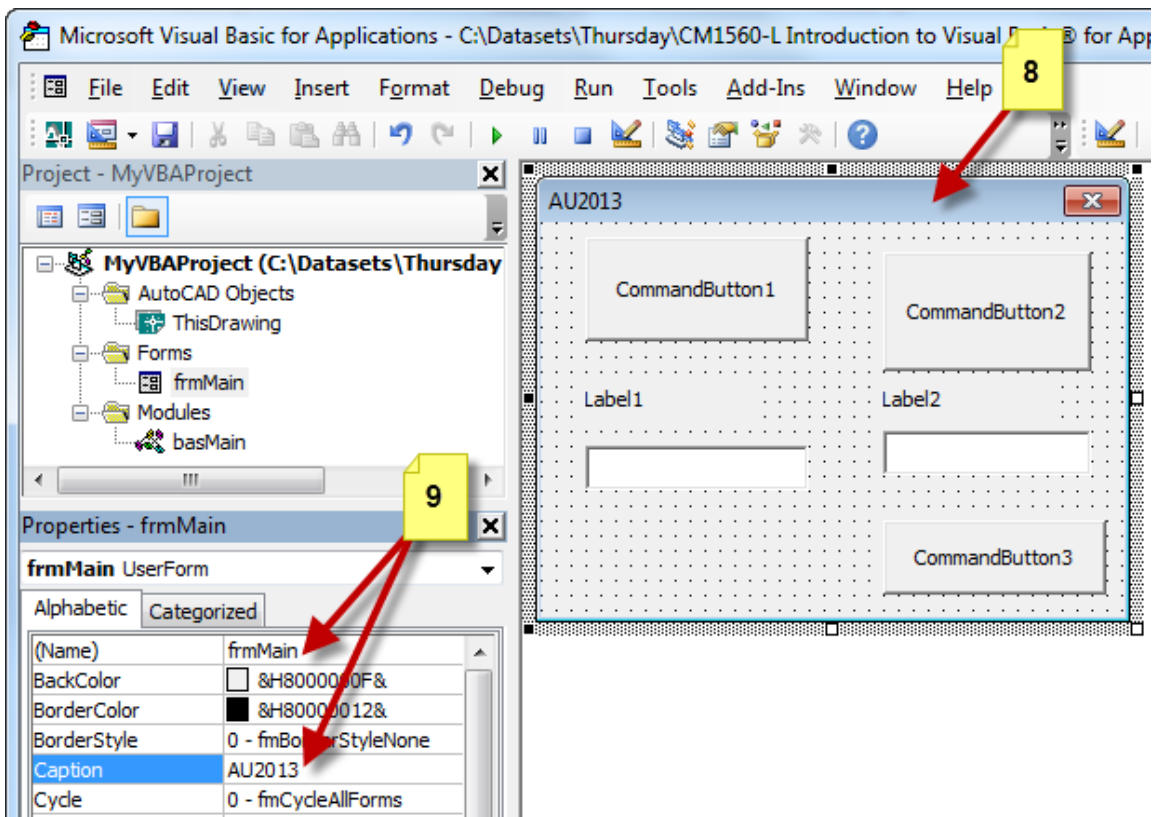 Microsoft Visual Basic for Applications - C:\Datasets\Thursday\CM1560-L Introduction to Visual ® for App
8
File Edit View Insert Format Debug Run Tools Add-Ins Window Help
Project - MyVBAProject
MyVBAProject (C:\Datasets\Thursday
AutoCAD Objects
ThisDrawing
Forms
frmMain
Modules
basMain
9
Properties - frmMain
frmMain UserForm
Alphabetic Categorized
(Name) frmMain
BackColor &H8000000F&
BorderColor &H80000012&
BorderStyle 0 - fmBorderStyleNone
Caption AU2013
Cycle 0 - fmCycleAllForms
AU2013
CommandButton1
CommandButton2
Label1 Label2
CommandButton3